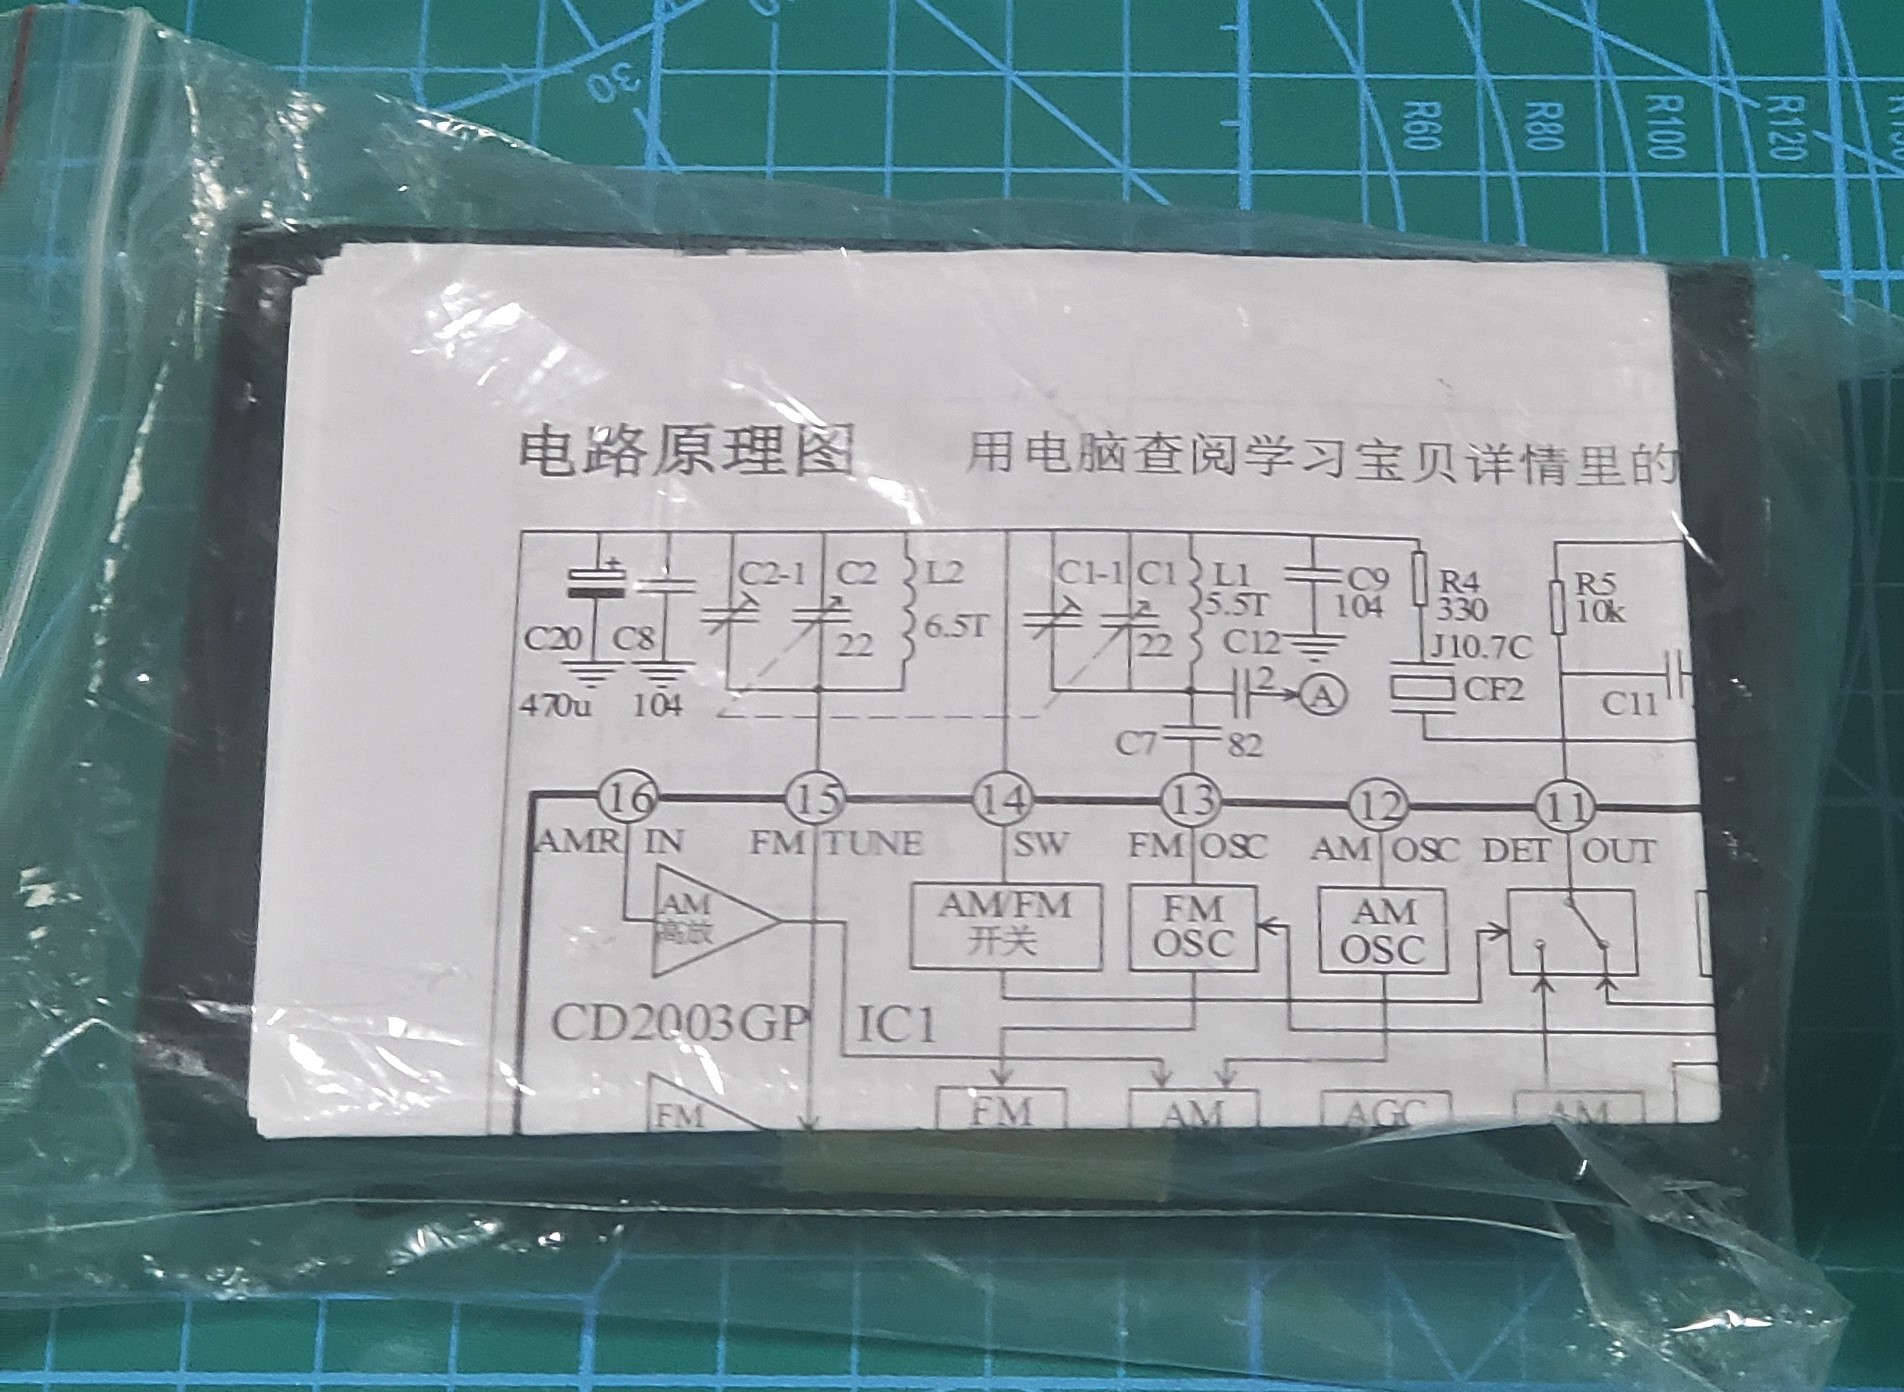 30
R60 R80 R100 R120
电路原理图 用电脑查阅学习宝贝详情里的
C2-1 C2 L2 C1-1 C1 L1 C9 R4 R5
+
22 6.5T 22 5.5T 104 330 10k
C20 C8 C12 J10.7C
470u 104 2 A CF2 C11
C7 82
16 15 14 13 12 11
AMR IN FM TUNE SW FM OSC AM OSC DET OUT
AM AM/FM FM AM
高放 开关 OSC OSC
CD2003GP IC1
FM FM AM AGC AM